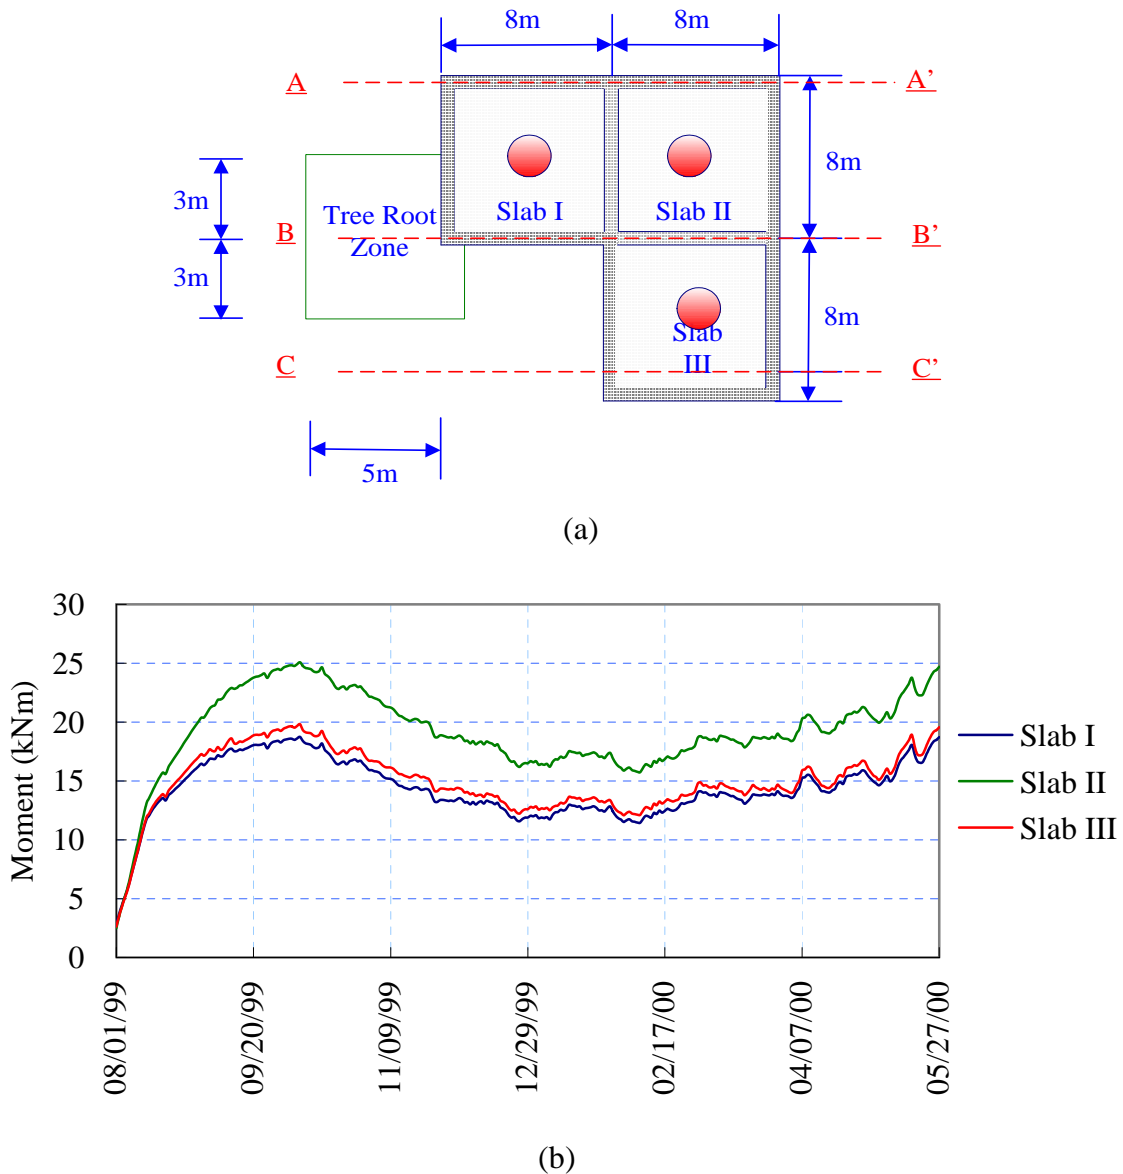 8m 8m
A A’
8m
3m
Slab I Slab II
Tree Root
Zone
B B’
3m
8m
Slab
III
C C’
5m
(a)
30
25
20
15
10
5
0
Moment (kNm)
08/01/99
09/20/99
11/09/99
12/29/99
02/17/00
04/07/00
05/27/00
Slab I
Slab II
Slab III
(b)